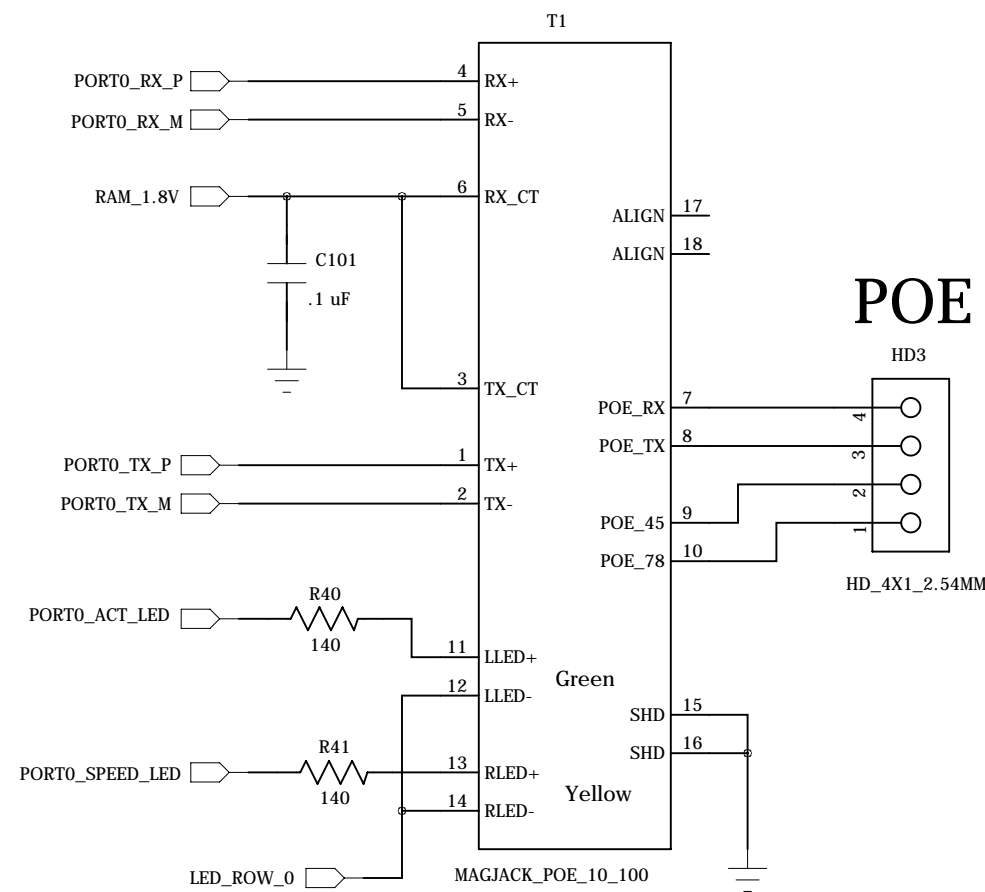 T1
PORT0_RX_P
4
RX+
PORT0_RX_M
5
RX-
RAM_1.8V
6
RX_CT
C101
.1 uF
3
TX_CT
PORT0_TX_P
1
TX+
PORT0_TX_M
2
TX-
PORT0_ACT_LED
R40
140
11
LLED+
12
LLED-
Green
PORT0_SPEED_LED
R41
140
13
RLED+
14
RLED-
Yellow
LED_ROW_0
MAGJACK_POE_10_100
ALIGN
17
ALIGN
18
POE
HD3
POE_RX
7
4
POE_TX
8
3
2
POE_45
9
1
POE_78
10
HD_4X1_2.54MM
SHD
15
SHD
16